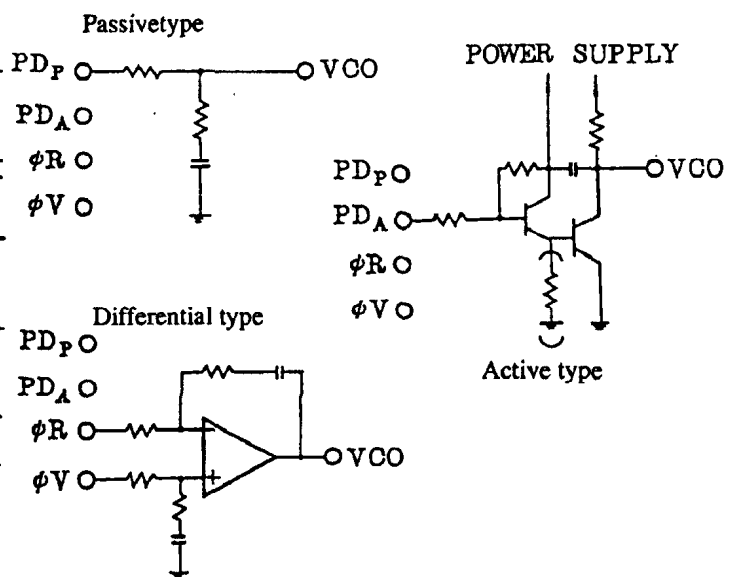 Passivetype
PDP
VCO
PDA
φR
φV
POWER SUPPLY
PDP
VCO
PDA
φR
φV
Active type
Differential type
PDP
PDA
φR
φV
VCO